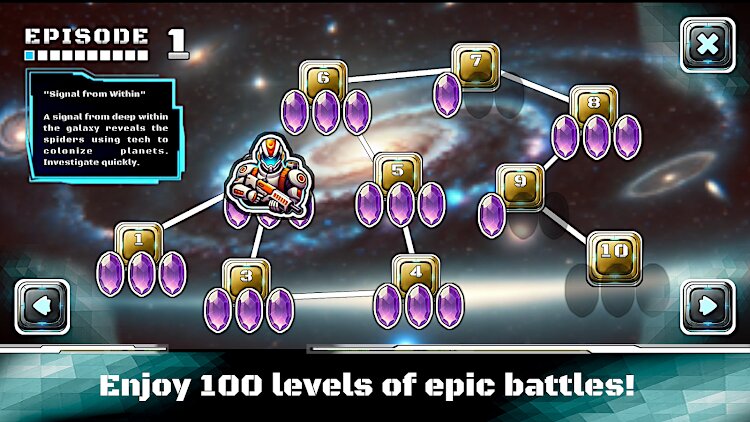 EPISODE 1
"Signal from Within"
A signal from deep within
the galaxy reveals the
spiders using tech to
colonize planets.
Investigate quickly.
7
6
8
5
9
1
10
3
4
Enjoy 100 levels of epic battles!